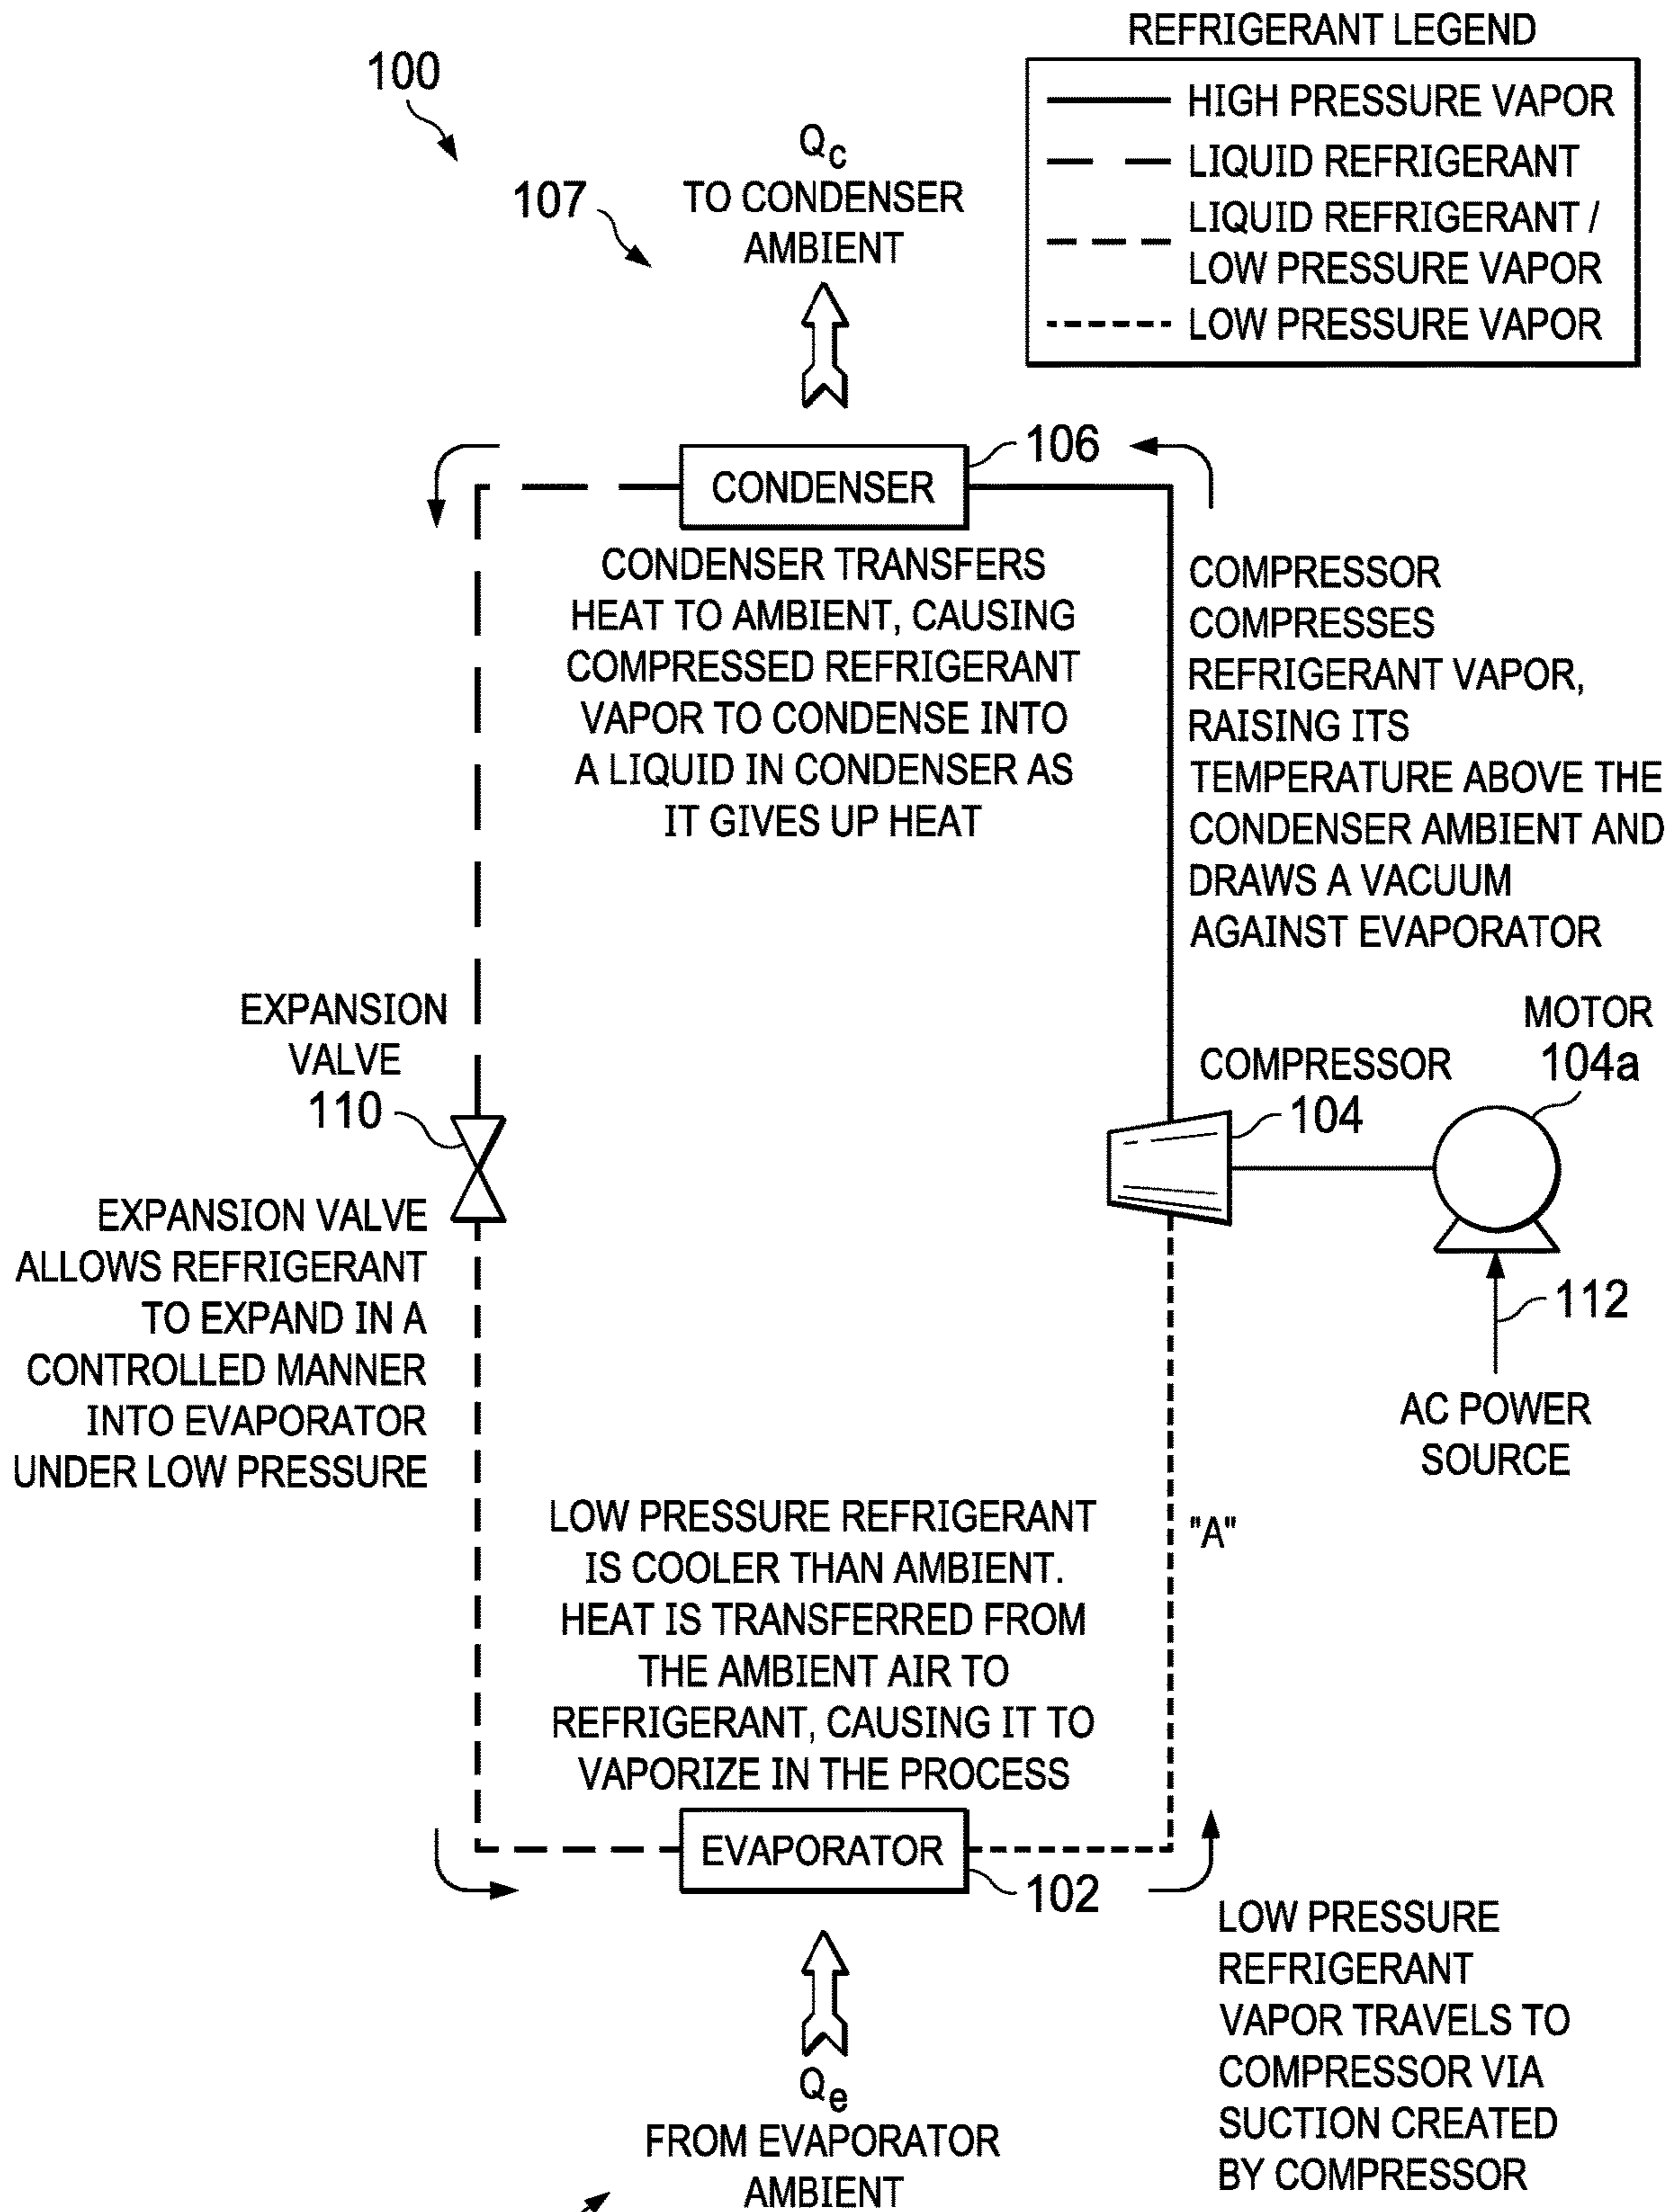 REFRIGERANT LEGEND
HIGH PRESSURE VAPOR
LIQUID REFRIGERANT
LIQUID REFRIGERANT /
LOW PRESSURE VAPOR
LOW PRESSURE VAPOR
100
107
Qc
TO CONDENSER
AMBIENT
106
CONDENSER
CONDENSER TRANSFERS
HEAT TO AMBIENT, CAUSING
COMPRESSED REFRIGERANT
VAPOR TO CONDENSE INTO
A LIQUID IN CONDENSER AS
IT GIVES UP HEAT
COMPRESSOR
COMPRESSES
REFRIGERANT VAPOR,
RAISING ITS
TEMPERATURE ABOVE THE
CONDENSER AMBIENT AND
DRAWS A VACUUM
AGAINST EVAPORATOR
EXPANSION
VALVE
110
COMPRESSOR
104
MOTOR
104a
EXPANSION VALVE
ALLOWS REFRIGERANT
TO EXPAND IN A
CONTROLLED MANNER
INTO EVAPORATOR
UNDER LOW PRESSURE
112
AC POWER
SOURCE
"A"
LOW PRESSURE REFRIGERANT
IS COOLER THAN AMBIENT.
HEAT IS TRANSFERRED FROM
THE AMBIENT AIR TO
REFRIGERANT, CAUSING IT TO
VAPORIZE IN THE PROCESS
EVAPORATOR
102
LOW PRESSURE
REFRIGERANT
VAPOR TRAVELS TO
COMPRESSOR VIA
SUCTION CREATED
BY COMPRESSOR
Qe
FROM EVAPORATOR
AMBIENT